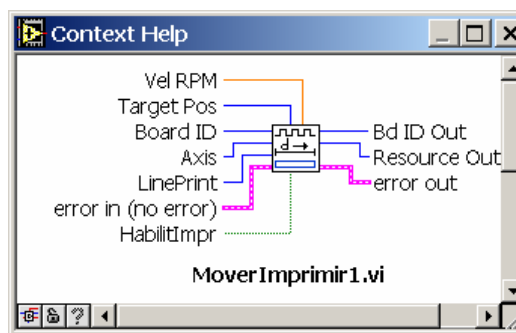 Context Help
Vel RPM
Target Pos
Board ID
Bd ID Out
Axis
Resource Out
LinePrint
error out
error in (no error)
HabilitImpr
d
MoverImprimir1.vi
?